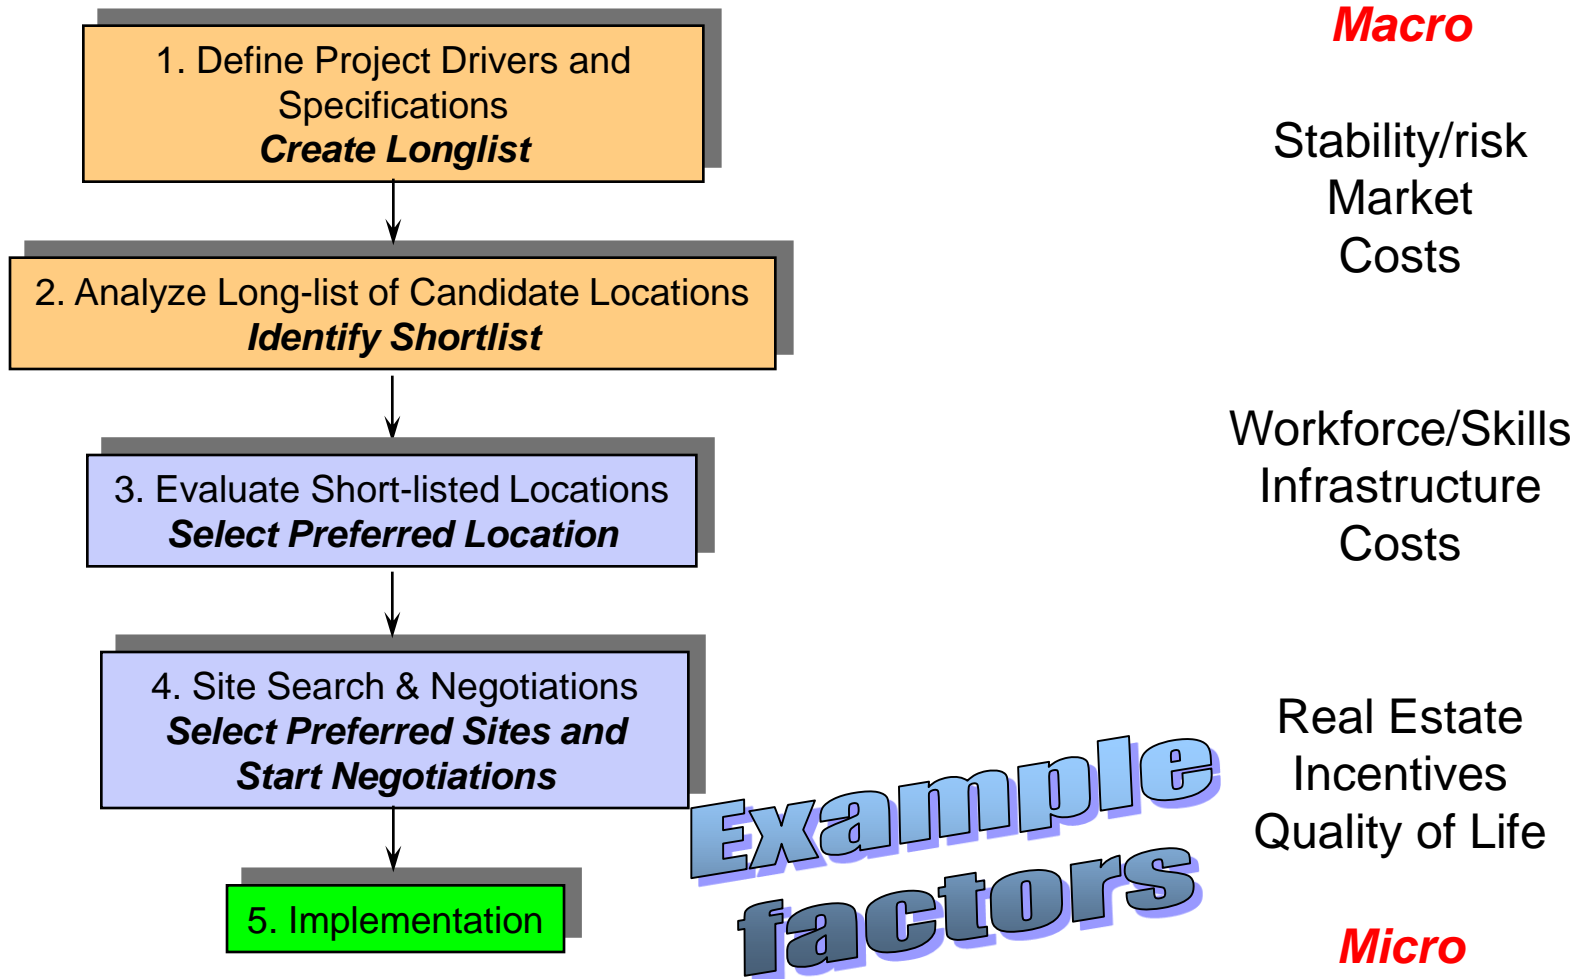 1. Define Project Drivers and
Specifications
Create Longlist
2. Analyze Long-list of Candidate Locations
Identify Shortlist
3. Evaluate Short-listed Locations
Select Preferred Location
4. Site Search & Negotiations
Select Preferred Sites and
Start Negotiations
5. Implementation
Example
factors
Macro
Stability/risk
Market
Costs
Workforce/Skills
Infrastructure
Costs
Real Estate
Incentives
Quality of Life
Micro